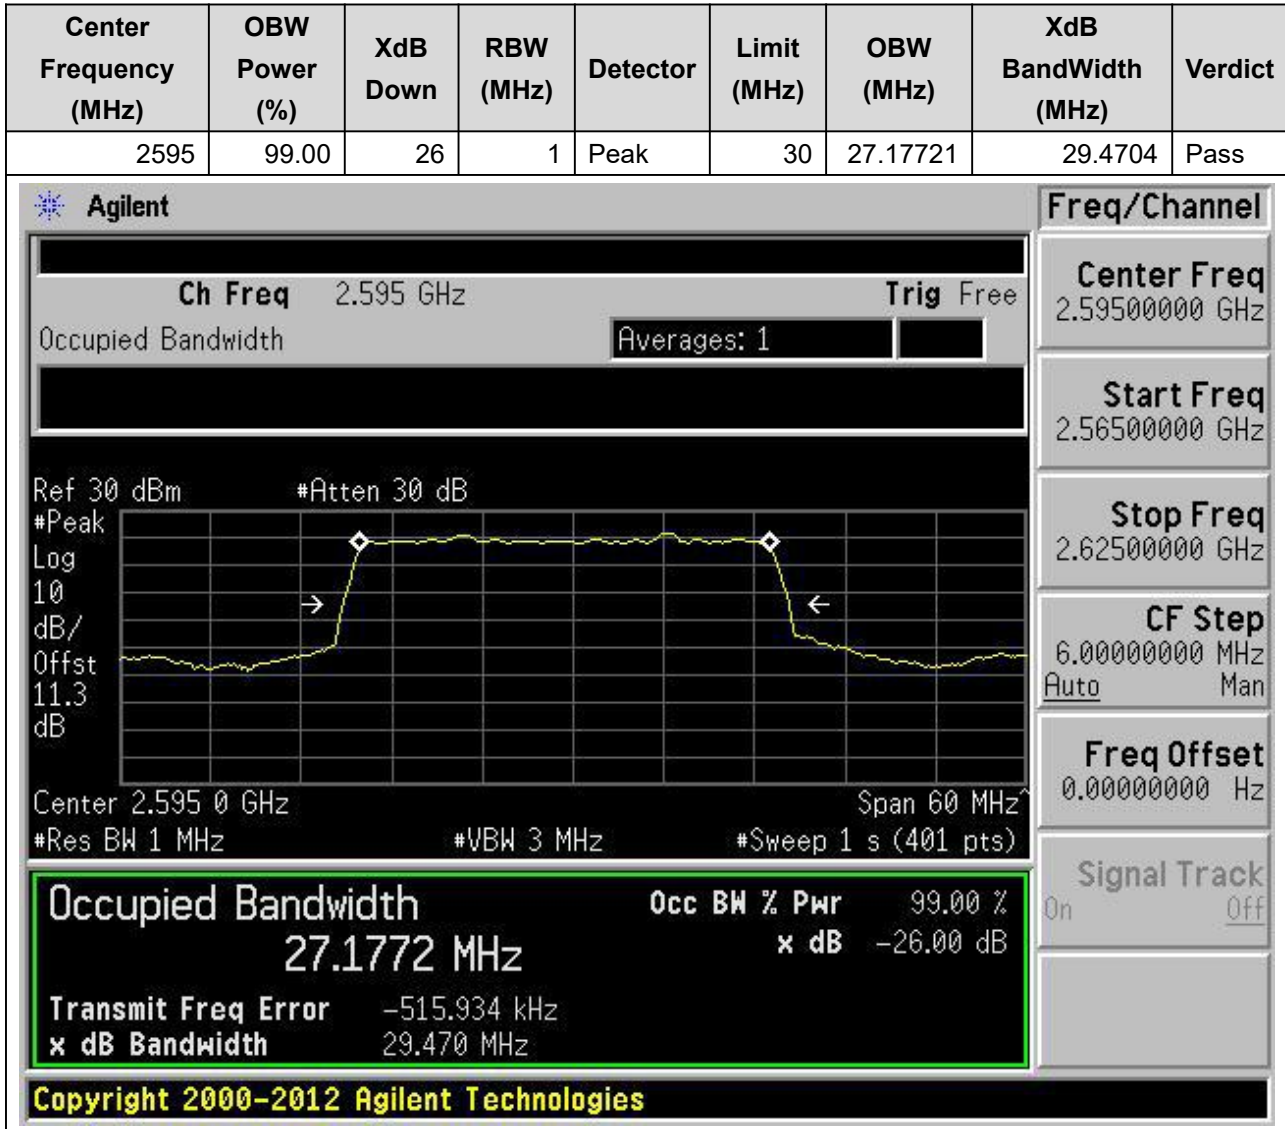 Center Frequency (MHz) OBW Power (%) XdB Down RBW (MHz) Detector Limit (MHz) OBW (MHz) XdB BandWidth (MHz) Verdict
2595 99.00 26 1 Peak 30 27.17721 29.4704 Pass
Agilent
Freq/Channel
Ch Freq 2.595 GHz Trig Free
Occupied Bandwidth Averages: 1
Center Freq
2.59500000 GHz
Start Freq
2.56500000 GHz
Stop Freq
2.62500000 GHz
CF Step
6.00000000 MHz
Auto Man
Freq Offset
0.00000000 Hz
Signal Track
On Off
Ref 30 dBm #Atten 30 dB
#Peak
Log
10
dB/
Offst
11.3
dB
Center 2.595 0 GHz Span 60 MHz^
#Res BW 1 MHz #VBW 3 MHz #Sweep 1 s (401 pts)
Occupied Bandwidth Occ BW % Pwr 99.00 %
27.1772 MHz x dB -26.00 dB
Transmit Freq Error -515.934 kHz
x dB Bandwidth 29.470 MHz
Copyright 2000-2012 Agilent Technologies